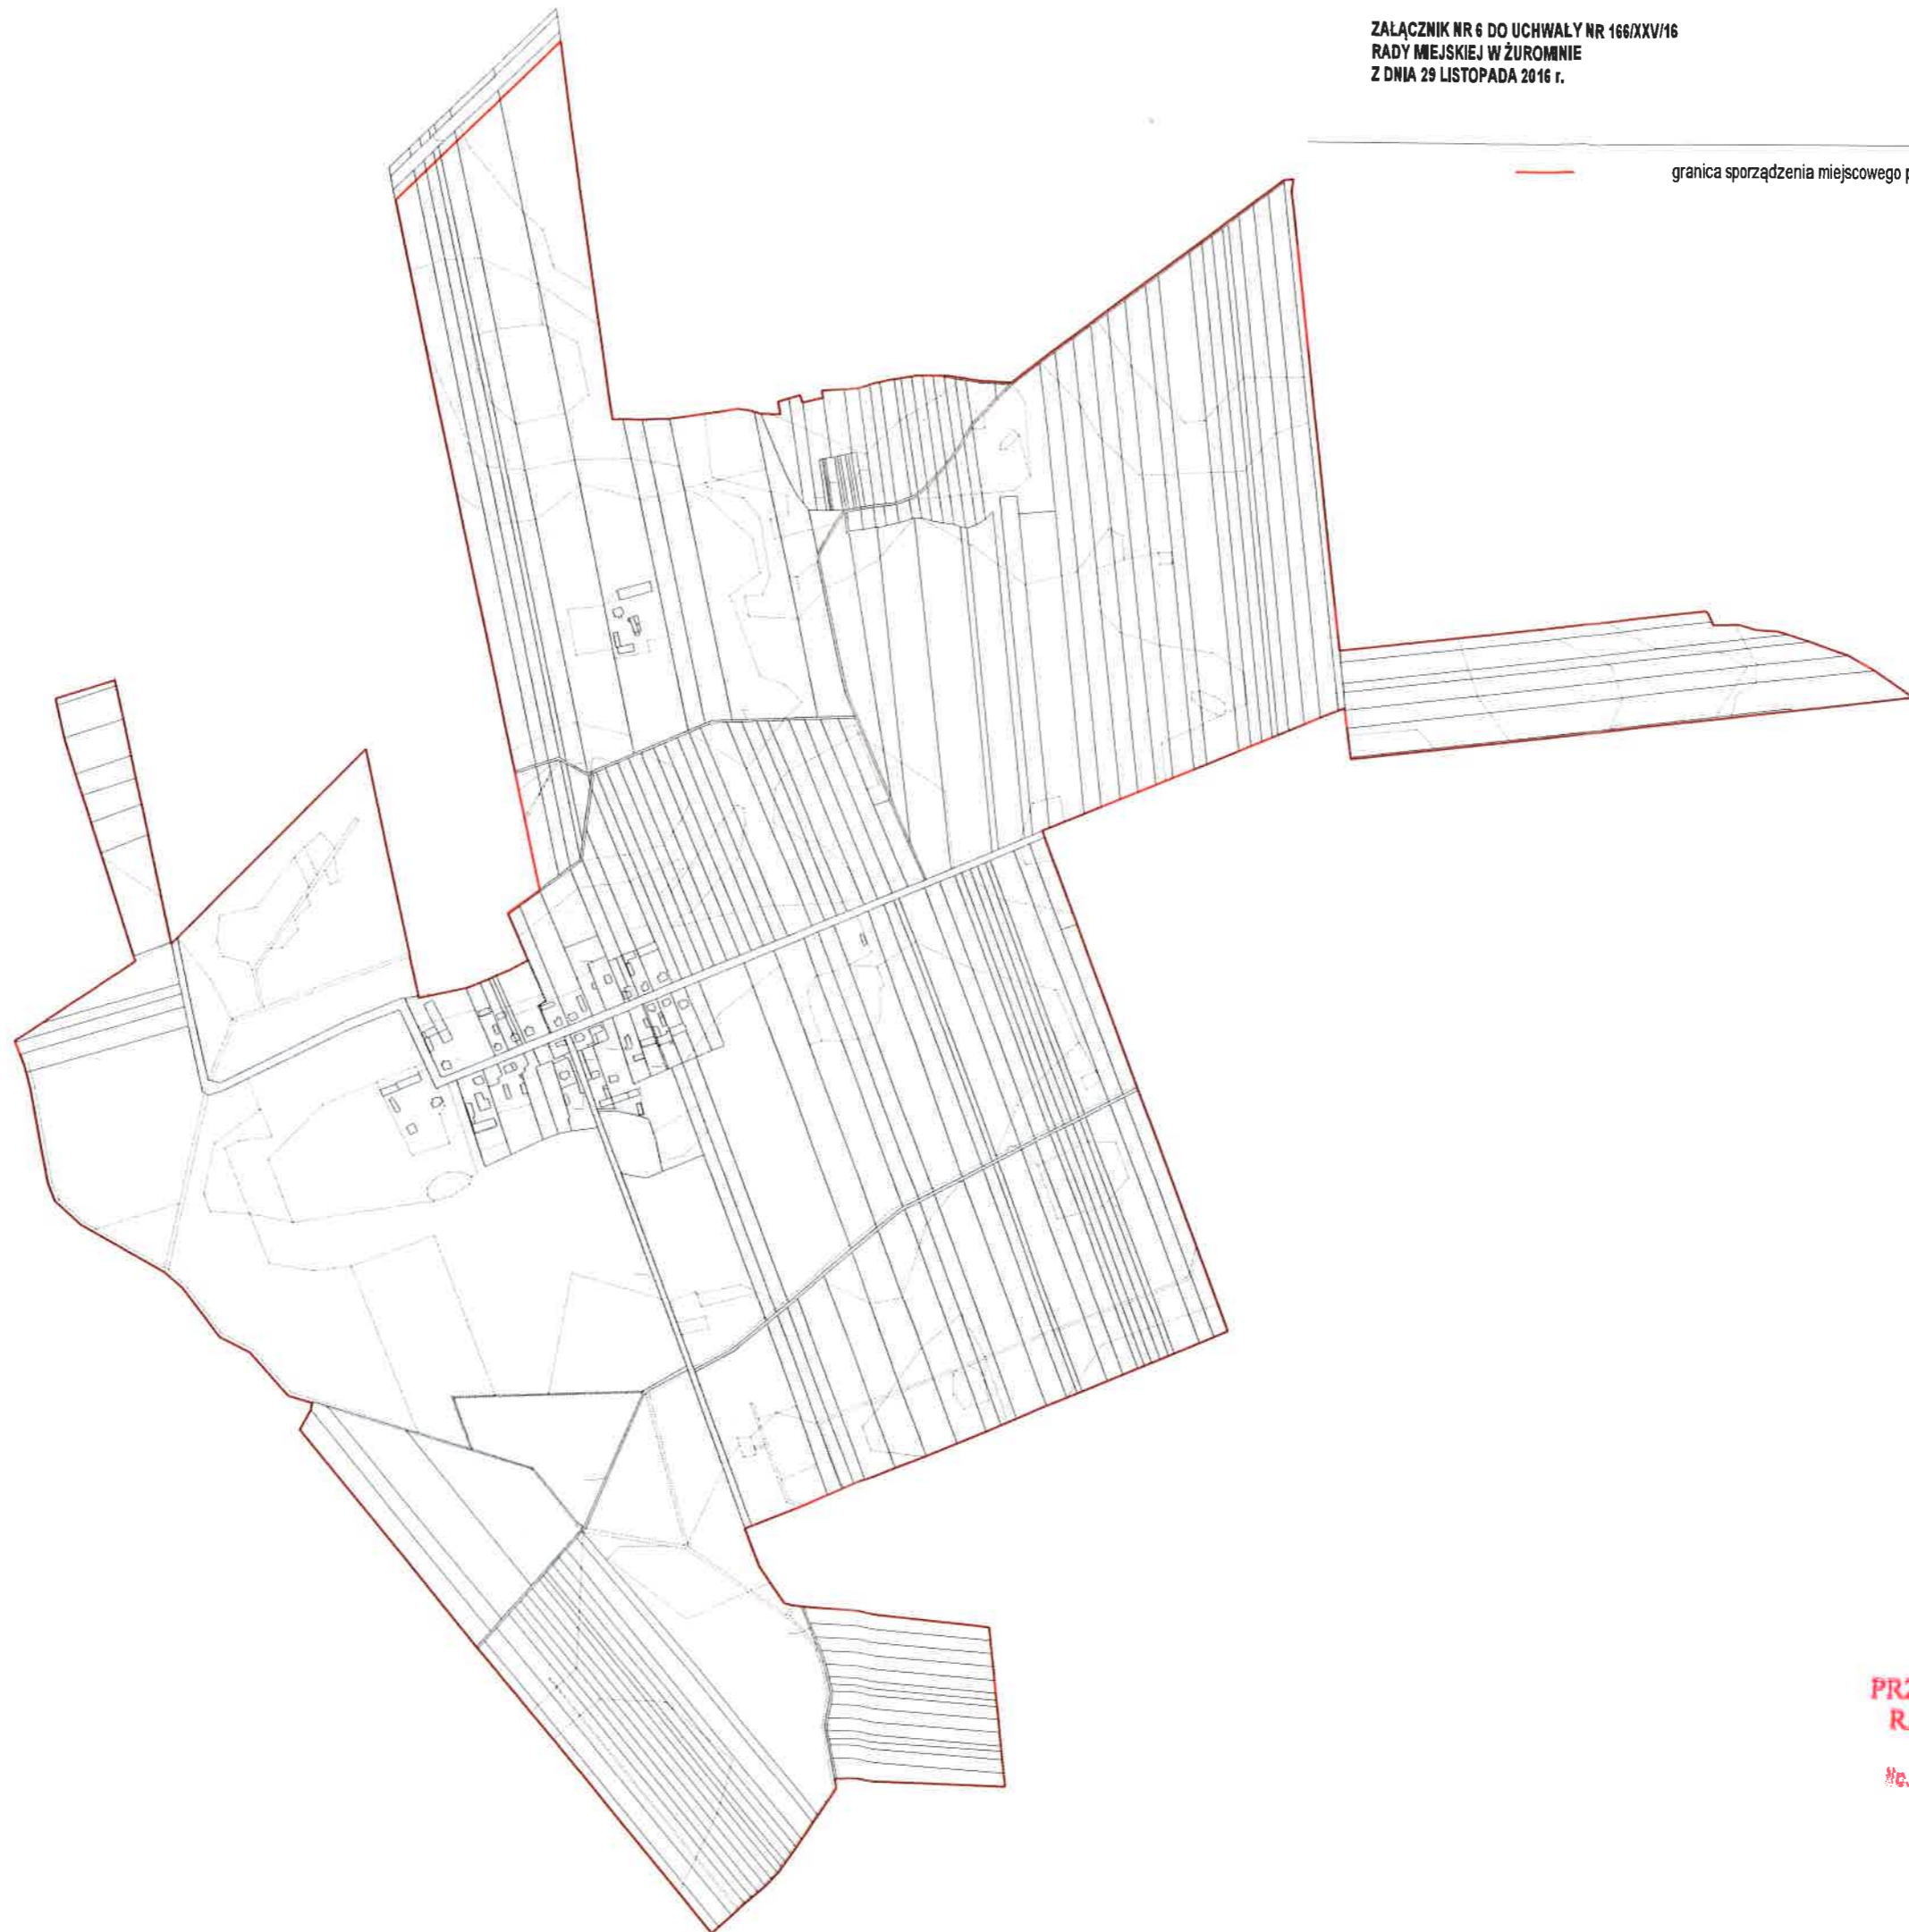 ZAŁĄCZNIK NR 6 DO UCHWAŁY NR 166/XXV/16
RADY MIEJSKIEJ W ŻUROMINIE
Z DNIA 29 LISTOPADA 2016 r.
granica sporządzenia miejscowego p